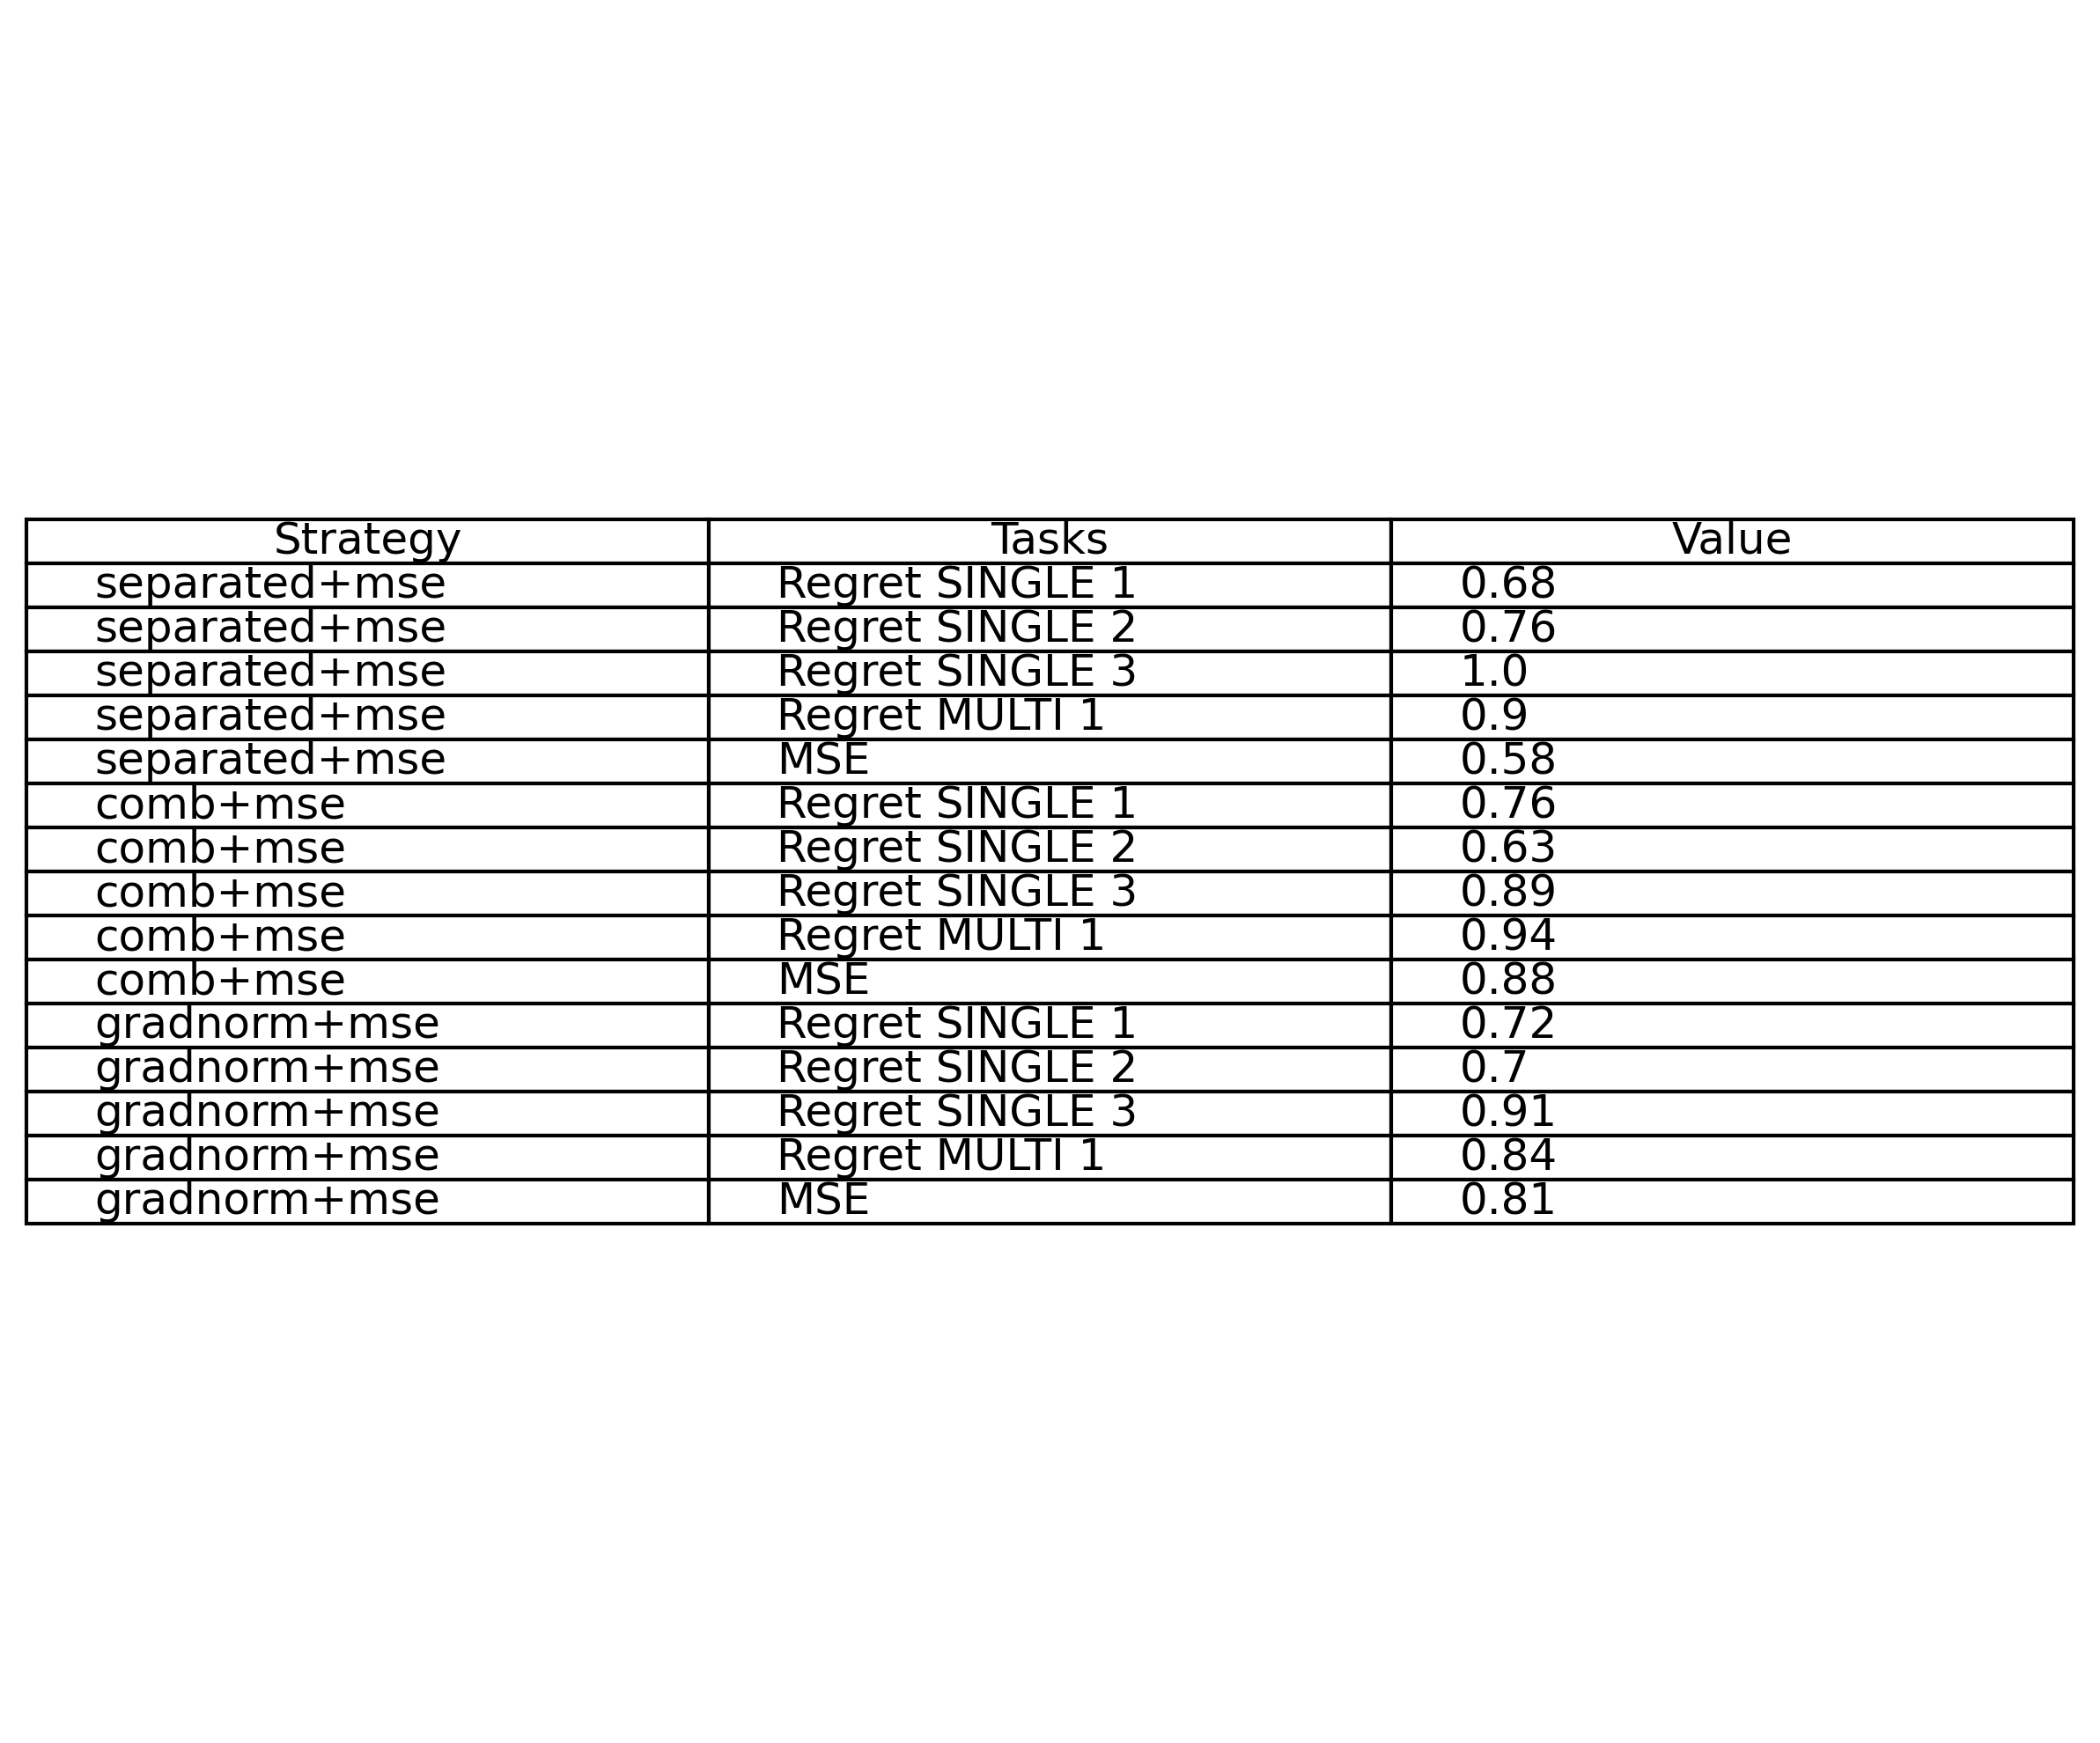 Strategy Tasks Value
separated+mse Regret SINGLE 1 0.68
separated+mse Regret SINGLE 2 0.76
separated+mse Regret SINGLE 3 1.0
separated+mse Regret MULTI 1 0.9
separated+mse MSE 0.58
comb+mse Regret SINGLE 1 0.76
comb+mse Regret SINGLE 2 0.63
comb+mse Regret SINGLE 3 0.89
comb+mse Regret MULTI 1 0.94
comb+mse MSE 0.88
gradnorm+mse Regret SINGLE 1 0.72
gradnorm+mse Regret SINGLE 2 0.7
gradnorm+mse Regret SINGLE 3 0.91
gradnorm+mse Regret MULTI 1 0.84
gradnorm+mse MSE 0.81